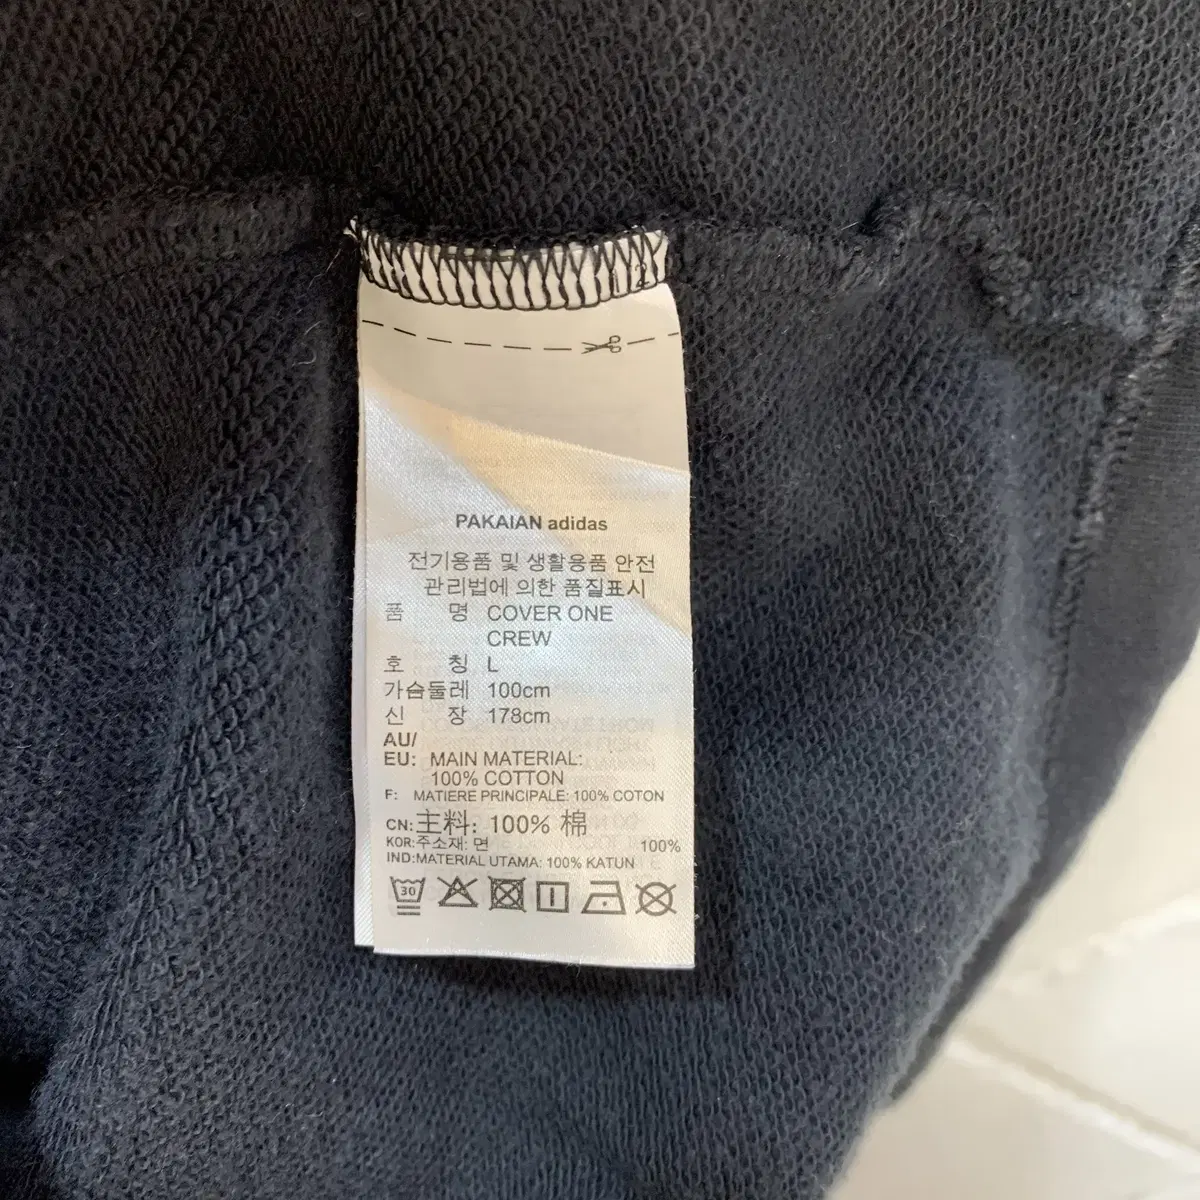 12
PAKAIAN adidas
전기용품 및 생활용품 안전
관리법에 의한 품질표시
품 명 COVER ONE
CREW
호 칭 L
가슴둘레 100cm
신 장 178cm
AU/
EU: MAIN MATERIAL:
100% COTTON
F: MATIERE PRINCIPALE: 100% COTON
CN:主料: 100% 棉
KOR:주소재: 면 100%
IND:MATERIAL UTAMA: 100% KATUN
30